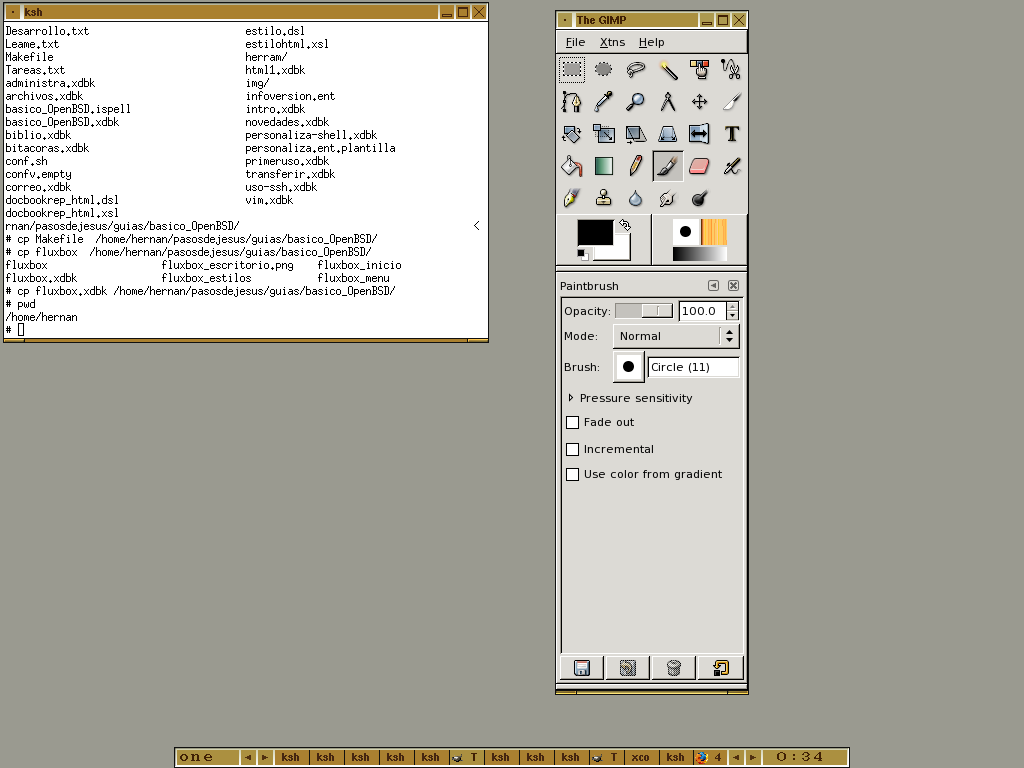 ksh
Desarrollo.txt estilo.dsl
Leame.txt estilohtml.xsl
Makefile herram/
Tareas.txt html1.xdbk
administra.xdbk img/
archivos.xdbk infoversion.ent
basico_OpenBSD.ispell intro.xdbk
basico_OpenBSD.xdbk novedades.xdbk
biblio.xdbk personaliza-shell.xdbk
bitacoras.xdbk personaliza.ent.plantilla
conf.sh primeruso.xdbk
confv.empty transferir.xdbk
correo.xdbk uso-ssh.xdbk
docbookrep_html.dsl vim.xdbk
docbookrep_html.xsl
rnan/pasosdejesus/guias/basico_OpenBSD/ <
# cp Makefile  /home/hernan/pasosdejesus/guias/basico_OpenBSD/
# cp fluxbox  /home/hernan/pasosdejesus/guias/basico_OpenBSD/
fluxbox fluxbox_escritorio.png fluxbox_inicio
fluxbox.xdbk fluxbox_estilos fluxbox_menu
# cp fluxbox.xdbk /home/hernan/pasosdejesus/guias/basico_OpenBSD/
# pwd
/home/hernan
#
The GIMP
File Xtns Help
Paintbrush
Opacity: 100.0
Mode: Normal
Brush: Circle (11)
Pressure sensitivity
Fade out
Incremental
Use color from gradient
one ksh ksh ksh ksh ksh T ksh ksh ksh T xco ksh 4 0:34